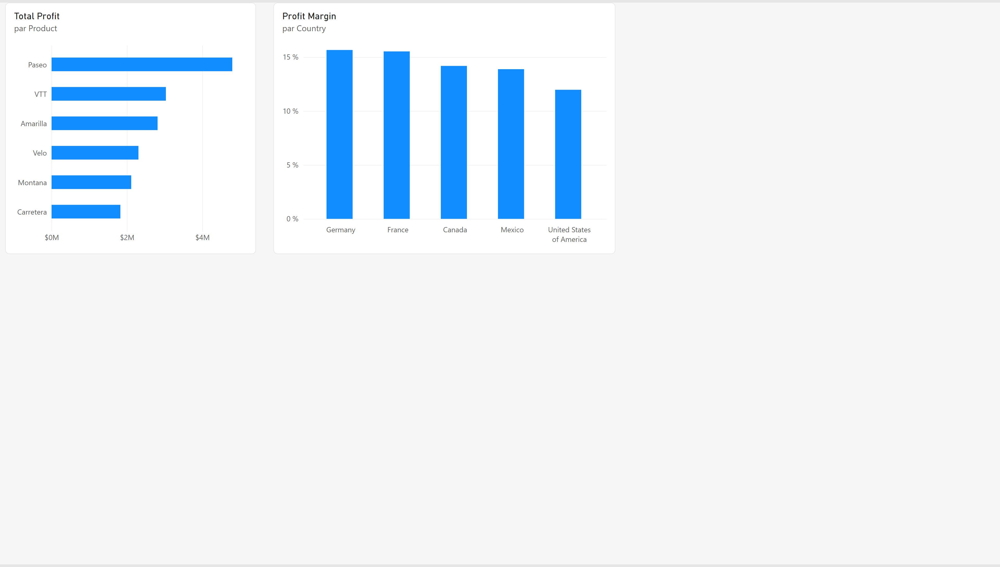 Total Profit
par Product
Paseo
VTT
Amarilla
Velo
Montana
Carretera
$0M
$2M
$4M
Profit Margin
par Country
15 %
10 %
5 %
0 %
Germany
France
Canada
Mexico
United States
of America